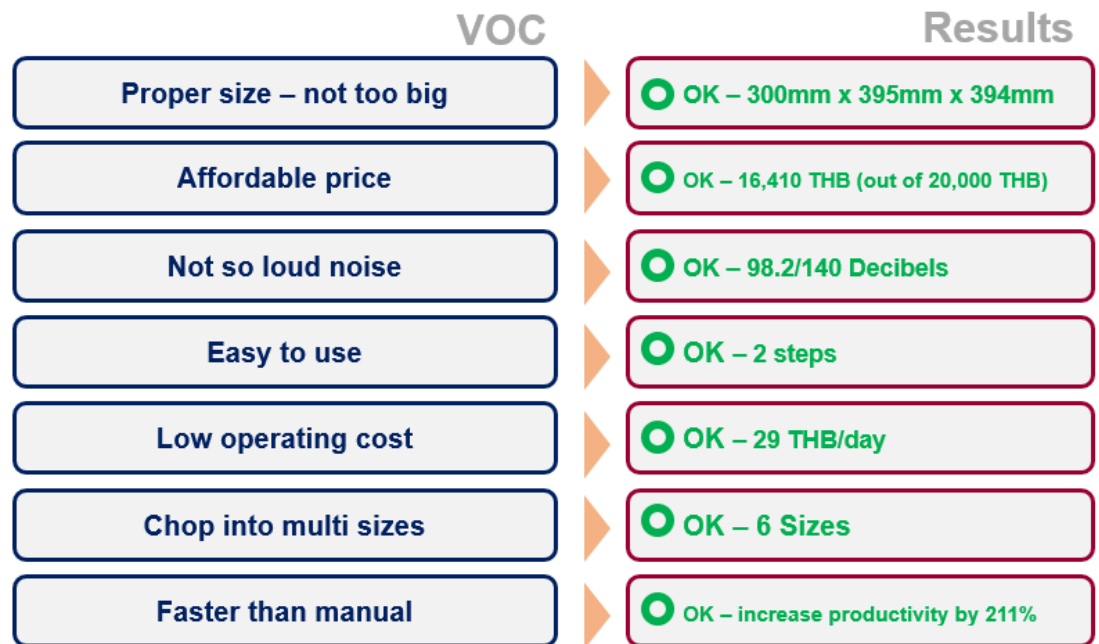 VOC Results
Proper size – not too big OK – 300mm x 395mm x 394mm
Affordable price OK – 16,410 THB (out of 20,000 THB)
Not so loud noise OK – 98.2/140 Decibels
Easy to use OK – 2 steps
Low operating cost OK – 29 THB/day
Chop into multi sizes OK – 6 Sizes
Faster than manual OK – increase productivity by 211%